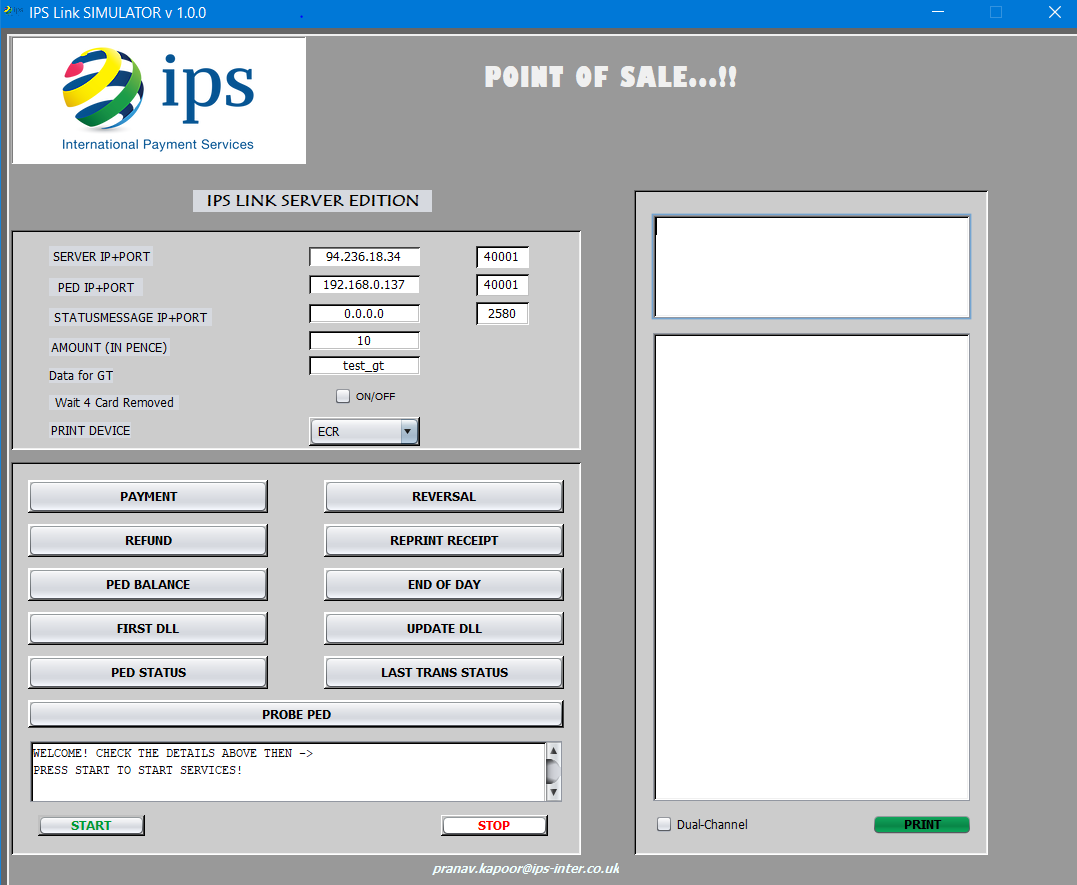 IPS Link SIMULATOR v 1.0.0
ips
International Payment Services
POINT OF SALE...!!
IPS LINK SERVER EDITION
SERVER IP+PORT 94.236.18.34 40001
PED IP+PORT 192.168.0.137 40001
STATUSMESSAGE IP+PORT 0.0.0.0 2580
AMOUNT (IN PENCE) 10
Data for GT test_gt
Wait 4 Card Removed ON/OFF
PRINT DEVICE ECR
PAYMENT REVERSAL
REFUND REPRINT RECEIPT
PED BALANCE END OF DAY
FIRST DLL UPDATE DLL
PED STATUS LAST TRANS STATUS
PROBE PED
WELCOME! CHECK THE DETAILS ABOVE THEN ->
PRESS START TO START SERVICES!
START STOP
Dual-Channel PRINT
pranav.kapoor@ips-inter.co.uk